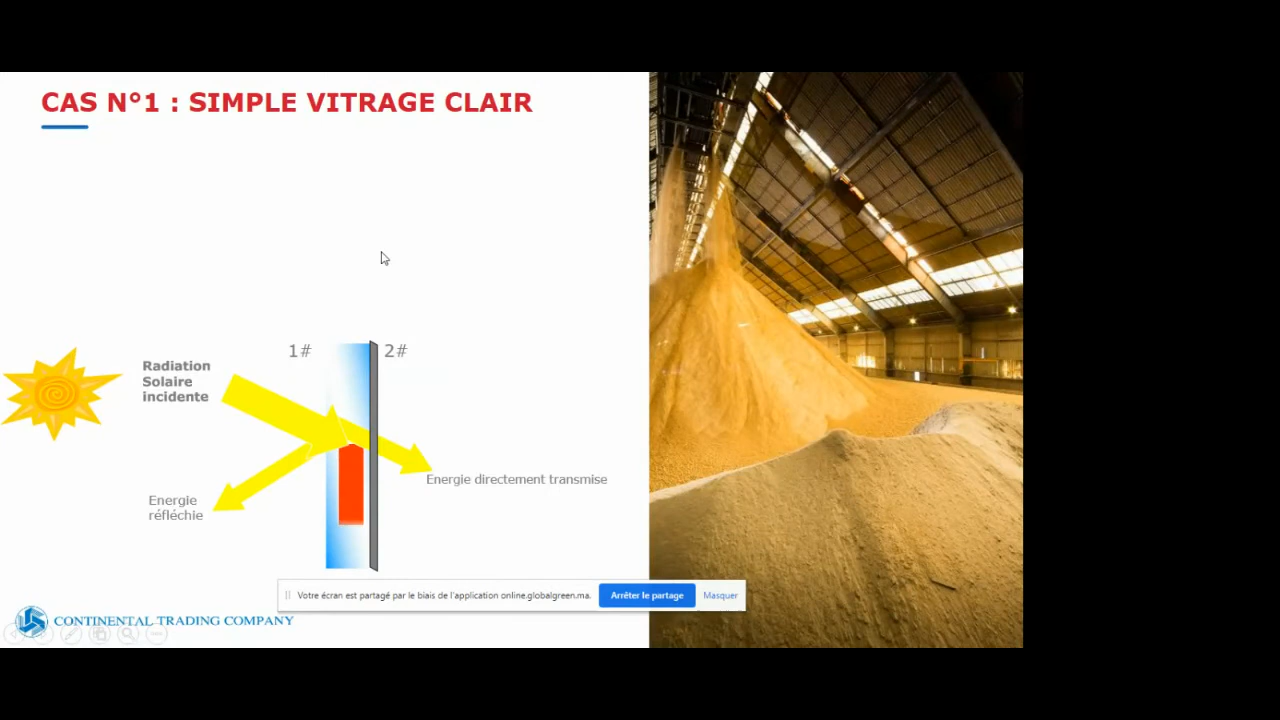 CAS N°1 : SIMPLE VITRAGE CLAIR
1#
2#
Radiation
Solaire
incidente
Energie directement transmise
Energie
réfléchie
Votre écran est partagé par le biais de l'application online.globalgreen.ma.
Arrêter le partage
Masquer
CONTINENTAL TRADING COMPANY